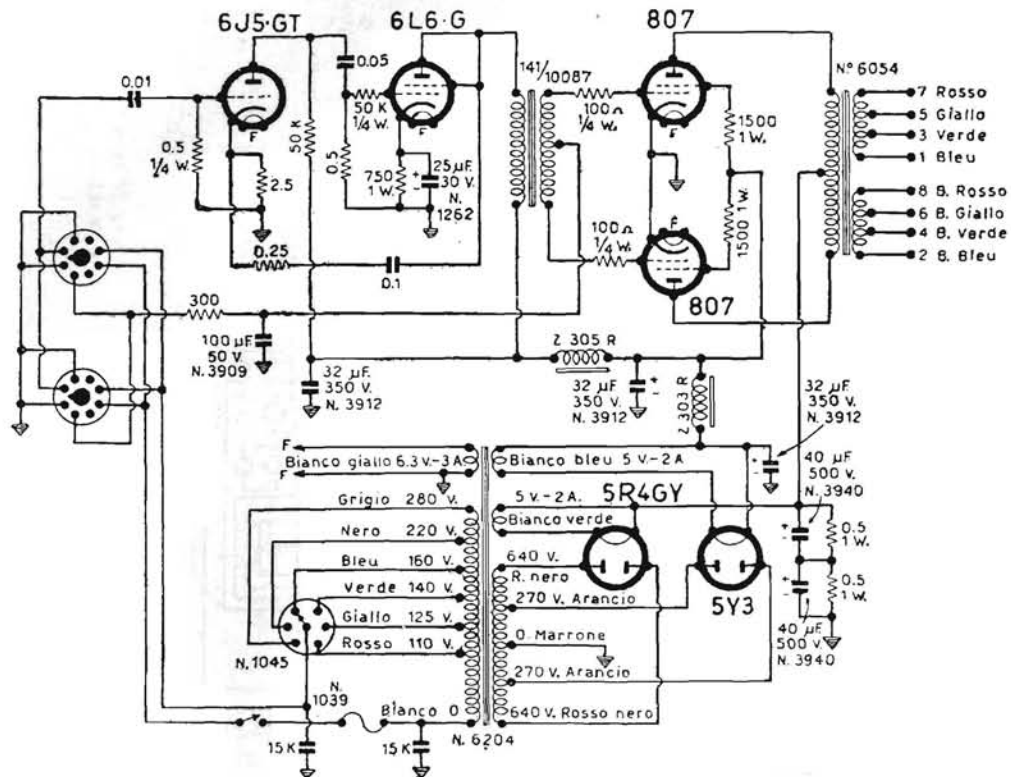 6J5·GT
6L6·G
807
Nº 6054
0.01
0.05
141/10087
7 Rosso
5 Giallo
3 Verde
1 Bleu
8 B. Rosso
6 B. Giallo
4 B. Verde
2 B. Bleu
50 K
1/4 W.
100 Ω
1/4 W.
F
F
F
1500
1 W.
0.5
1/4 W.
2.5
50 K
0.5
750
1 W.
25 µF.
30 V.
N.
1262
100 Ω
1/4 W.
F
1500 1 W.
807
0.25
0.1
300
100 µF.
50 V.
N. 3909
32 µF.
350 V.
N. 3912
Z 305 R
32 µF.
350 V.
N. 3912
Z 303 R
32 µF.
350 V.
N. 3912
40 µF
500 V.
N. 3940
F
Bianco giallo 6.3 V.-3 A.
F
Bianco bleu 5 V.-2 A.
5 V.-2 A.
Bianco verde
5R4GY
5Y3
Grigio 280 V.
Nero 220 V.
Bleu 160 V.
Verde 140 V.
Giallo 125 V.
Rosso 110 V.
640 V.
R. nero
270 V. Arancio
0. Marrone
270 V. Arancio
640 V. Rosso nero
0.5
1 W.
0.5
1 W.
40 µF.
500 V.
N. 3940
N. 1045
N.
1039
Bianco 0
15 K
15 K
N. 6204